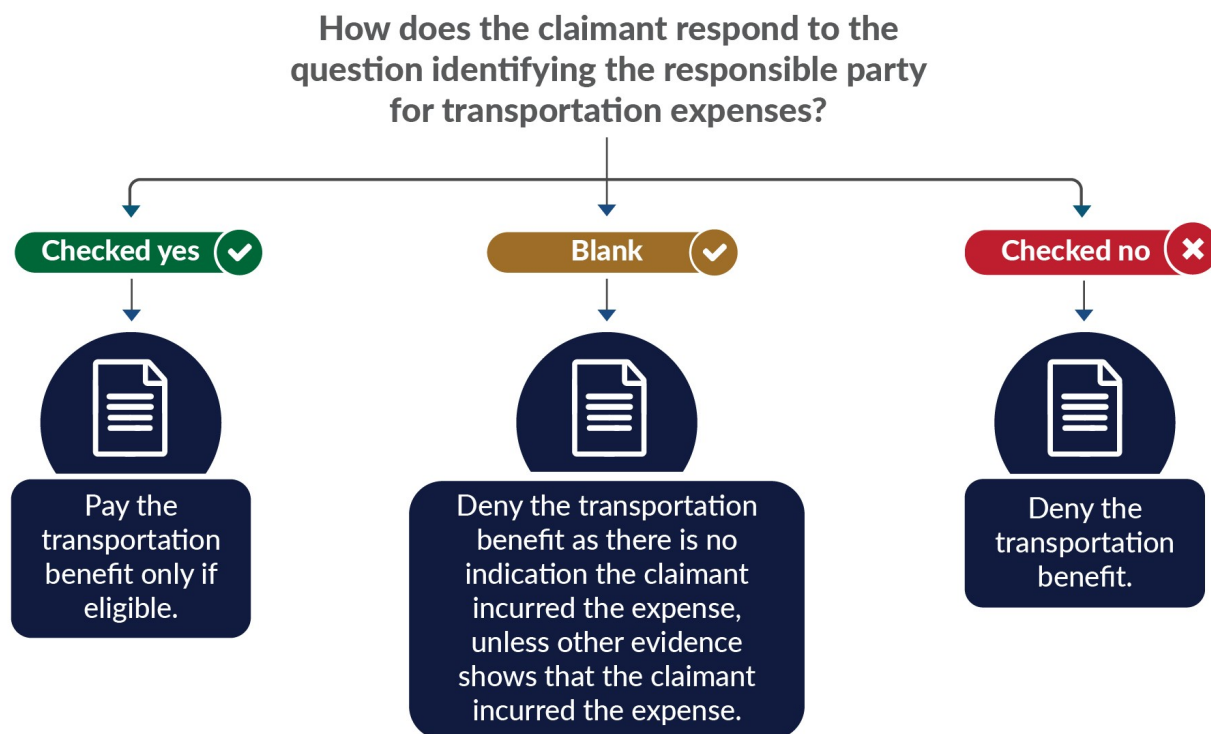 How does the claimant respond to the
question identifying the responsible party
for transportation expenses?
Checked yes
Blank
Checked no
Pay the
transportation
benefit only if
eligible.
Deny the transportation
benefit as there is no
indication the claimant
incurred the expense,
unless other evidence
shows that the claimant
incurred the expense.
Deny the
transportation
benefit.